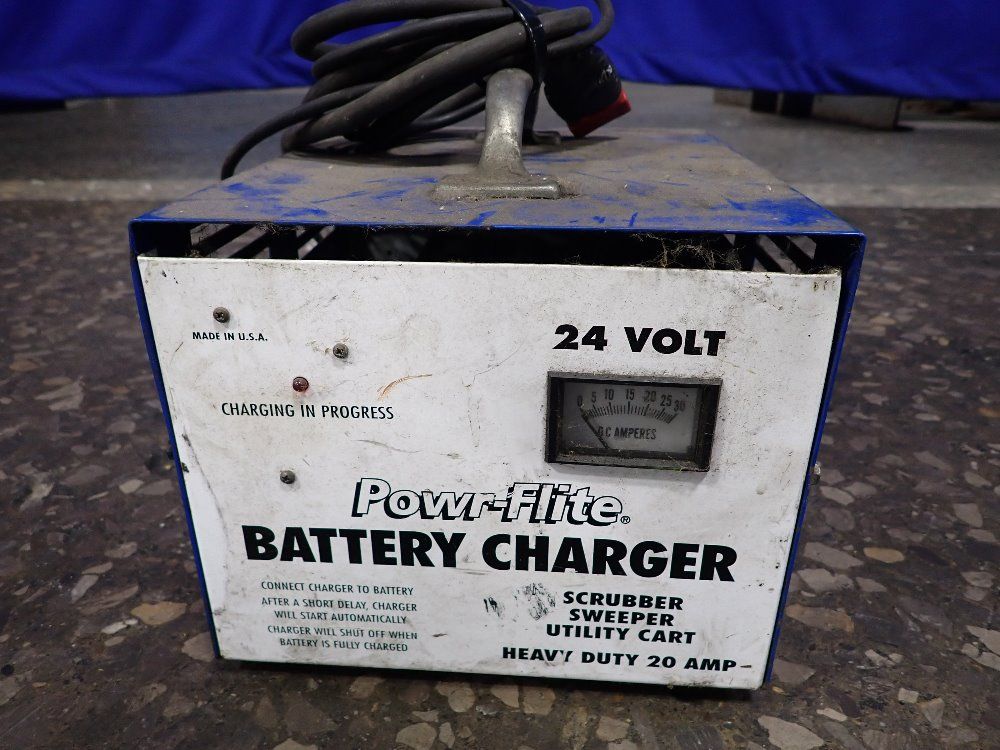 MADE IN U.S.A.
24 VOLT
0 5 10 15 20 25 30
DC AMPERES
CHARGING IN PROGRESS
Powr-Flite®
BATTERY CHARGER
CONNECT CHARGER TO BATTERY
AFTER A SHORT DELAY, CHARGER
WILL START AUTOMATICALLY
CHARGER WILL SHUT OFF WHEN
BATTERY IS FULLY CHARGED
SCRUBBER
SWEEPER
UTILITY CART
HEAVY DUTY 20 AMP